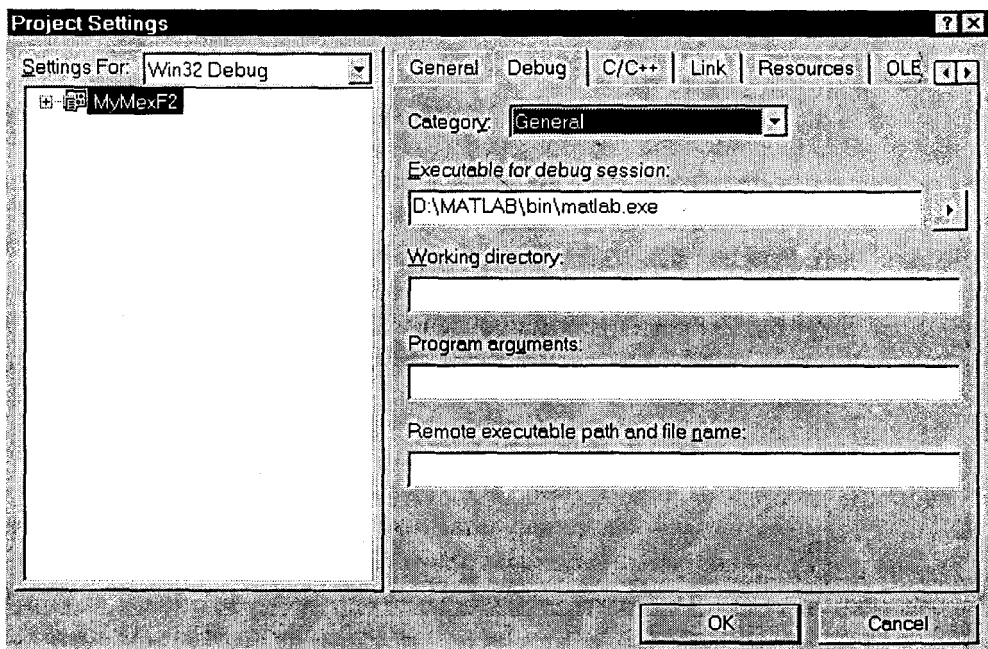 Project Settings
Settings For: Win32 Debug
MyMexF2
General Debug C/C++ Link Resources OLE
Category: General
Executable for debug session:
D:\MATLAB\bin\matlab.exe
Working directory:
Program arguments:
Remote executable path and file name:
OK Cancel